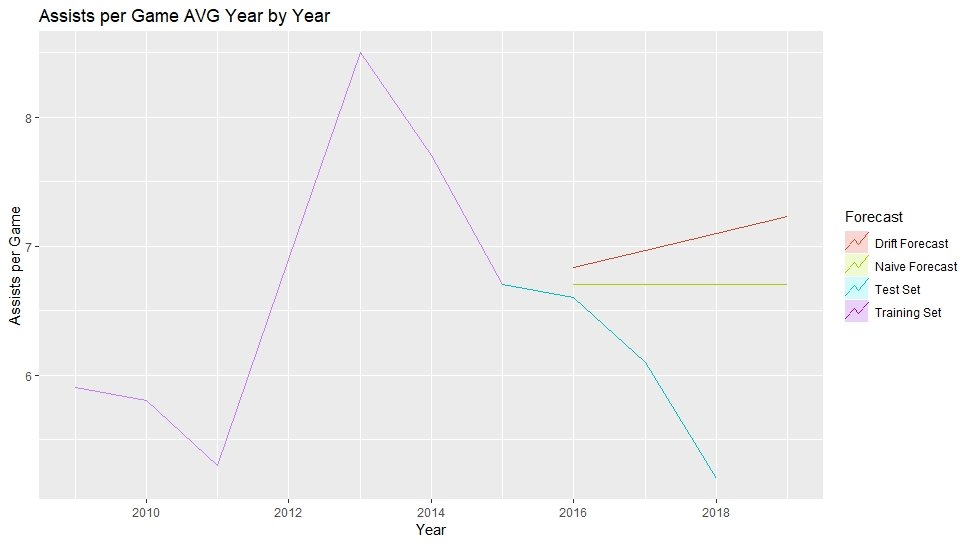 Assists per Game AVG Year by Year
Assists per Game
8
7
6
2010
2012
2014
2016
2018
Year
Forecast
Drift Forecast
Naive Forecast
Test Set
Training Set